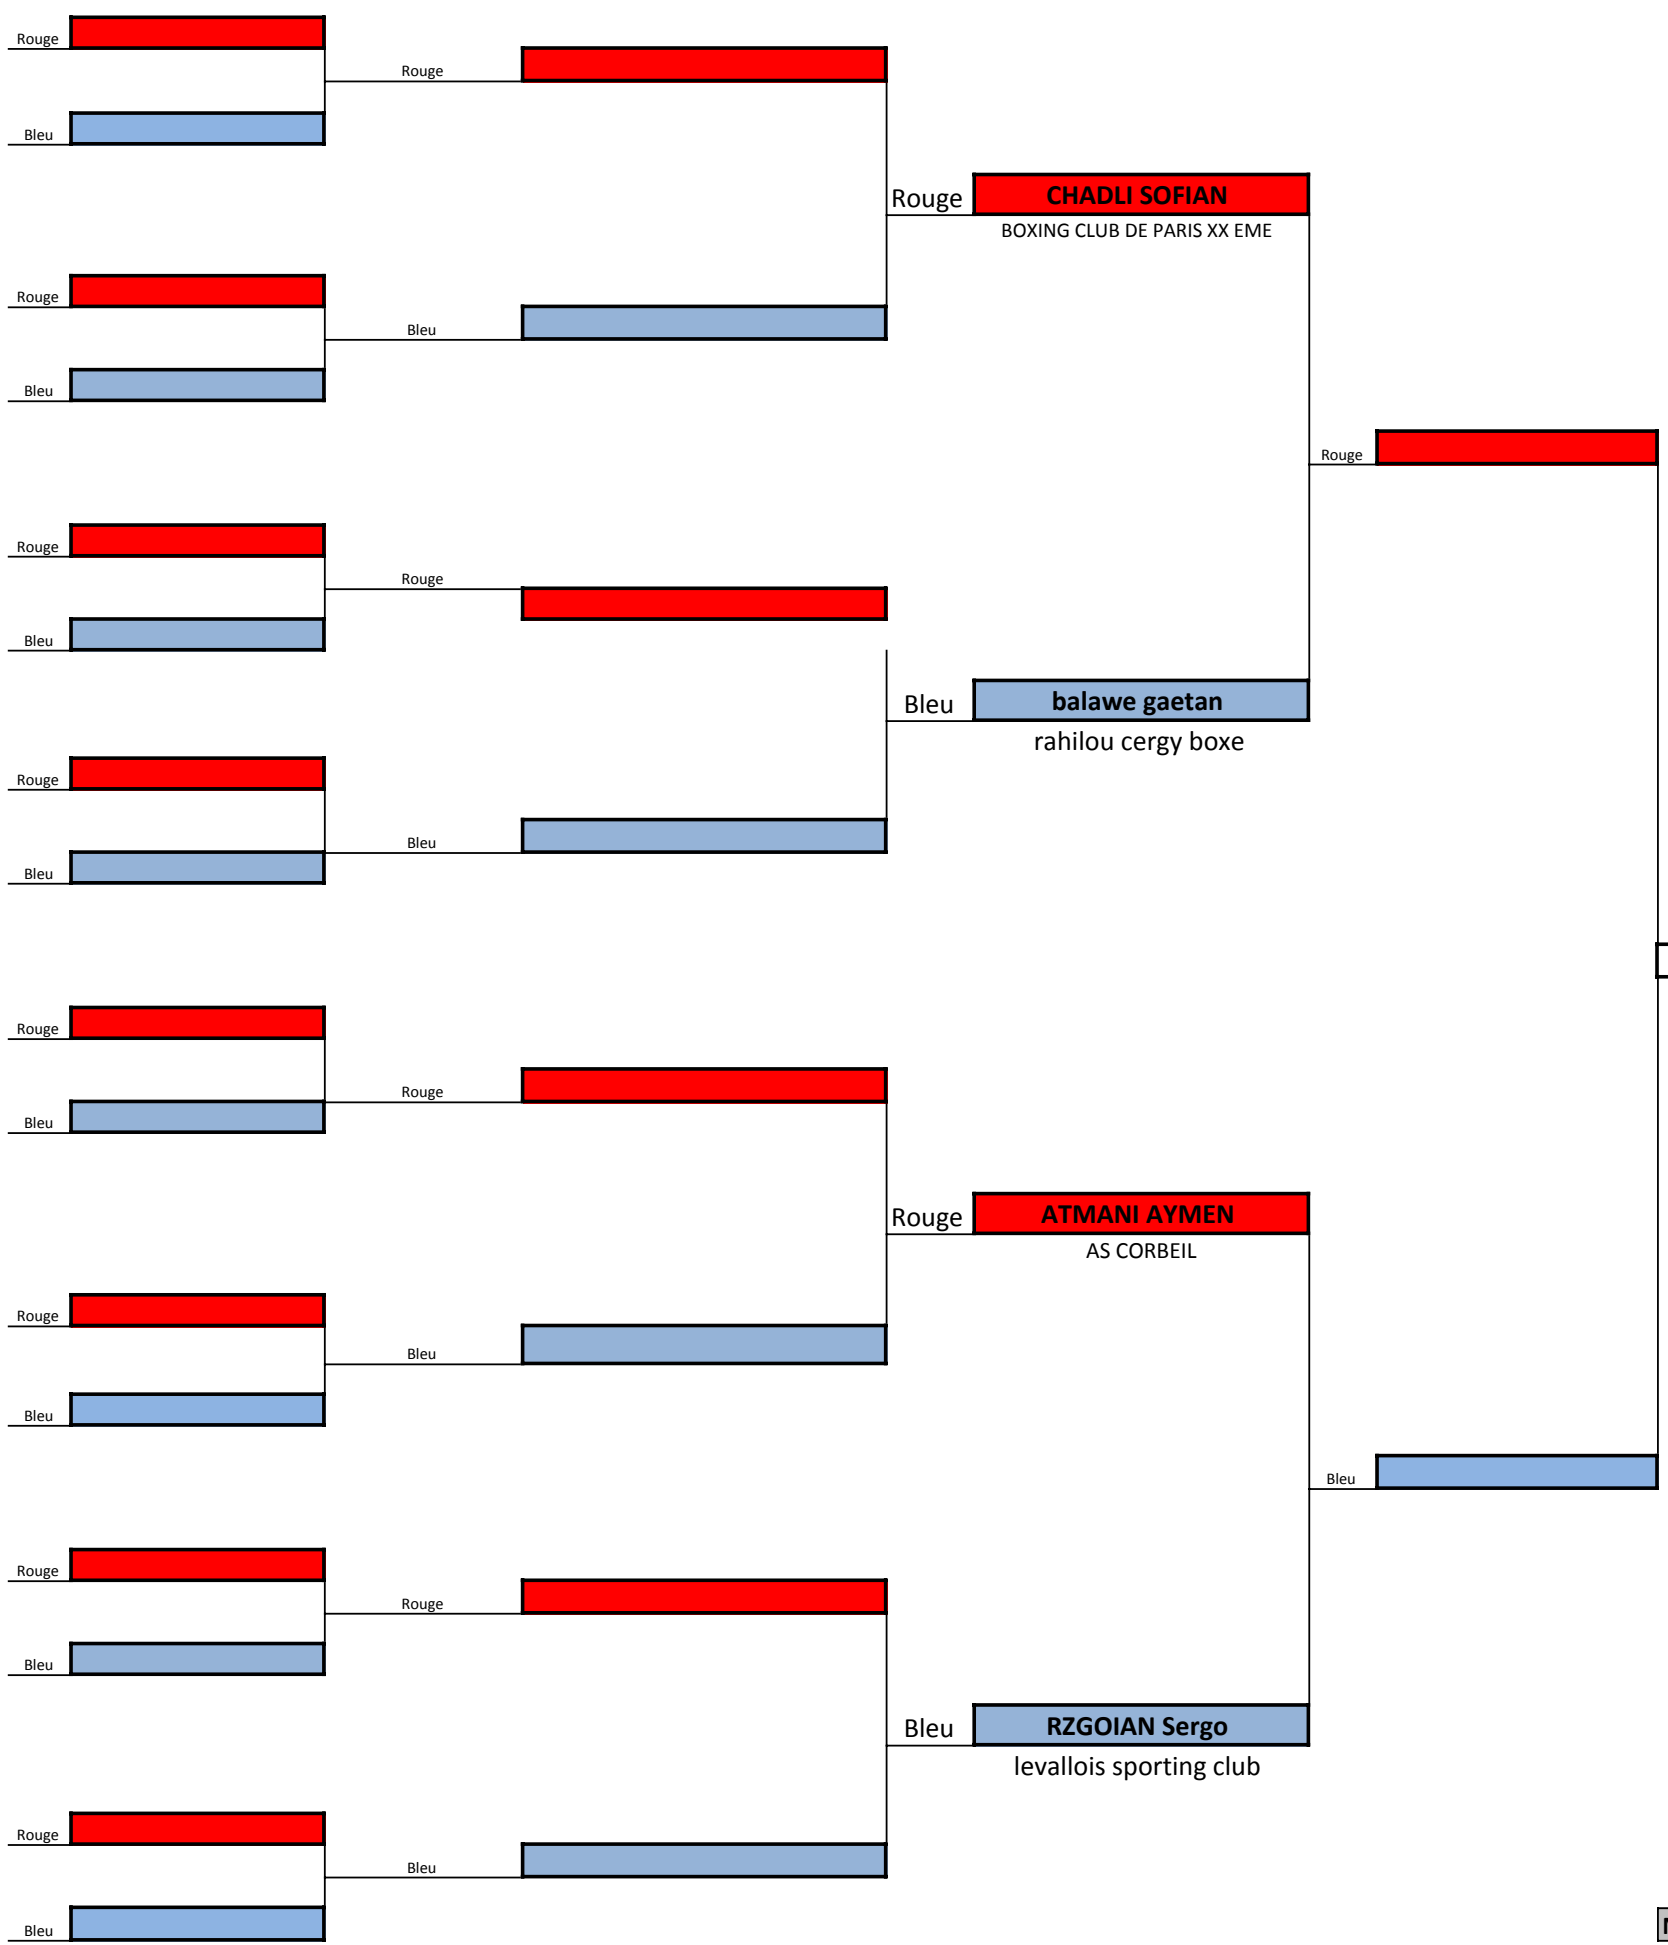 Rouge
Rouge
Bleu
Rouge
CHADLI SOFIAN
BOXING CLUB DE PARIS XX EME
Rouge
Bleu
Bleu
Rouge
Rouge
Rouge
Bleu
Bleu
balawe gaetan
rahilou cergy boxe
Rouge
Bleu
Bleu
Rouge
Rouge
Bleu
Rouge
ATMANI AYMEN
AS CORBEIL
Rouge
Bleu
Bleu
Bleu
Rouge
Rouge
Bleu
Bleu
RZGOIAN Sergo
levallois sporting club
Rouge
Bleu
Bleu